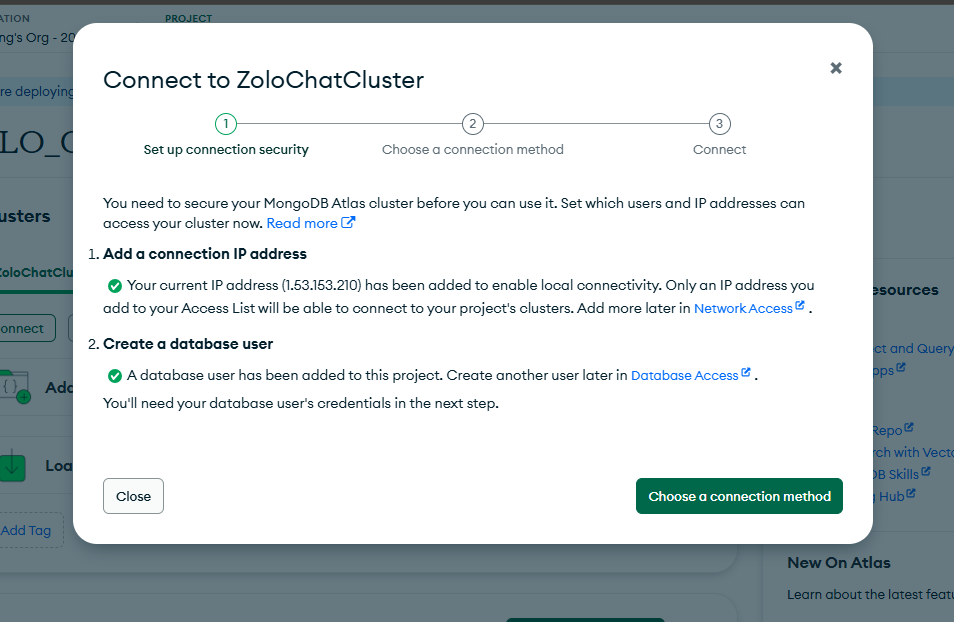 ATION
PROJECT
ng's Org - 20
Connect to ZoloChatCluster
re deploying
1
2
3
LO_C
Set up connection security
Choose a connection method
Connect
You need to secure your MongoDB Atlas cluster before you can use it. Set which users and IP addresses can
access your cluster now. Read more
usters
1. Add a connection IP address
ZoloChatClu
Your current IP address (1.53.153.210) has been added to enable local connectivity. Only an IP address you
esources
add to your Access List will be able to connect to your project's clusters. Add more later in Network Access .
onnect
2. Create a database user
ct and Query
A database user has been added to this project. Create another user later in Database Access .
ops
Add
You'll need your database user's credentials in the next step.
Repo
rch with Vecto
Loa
DB Skills
Close
Choose a connection method
g Hub
Add Tag
New On Atlas
Learn about the latest featu